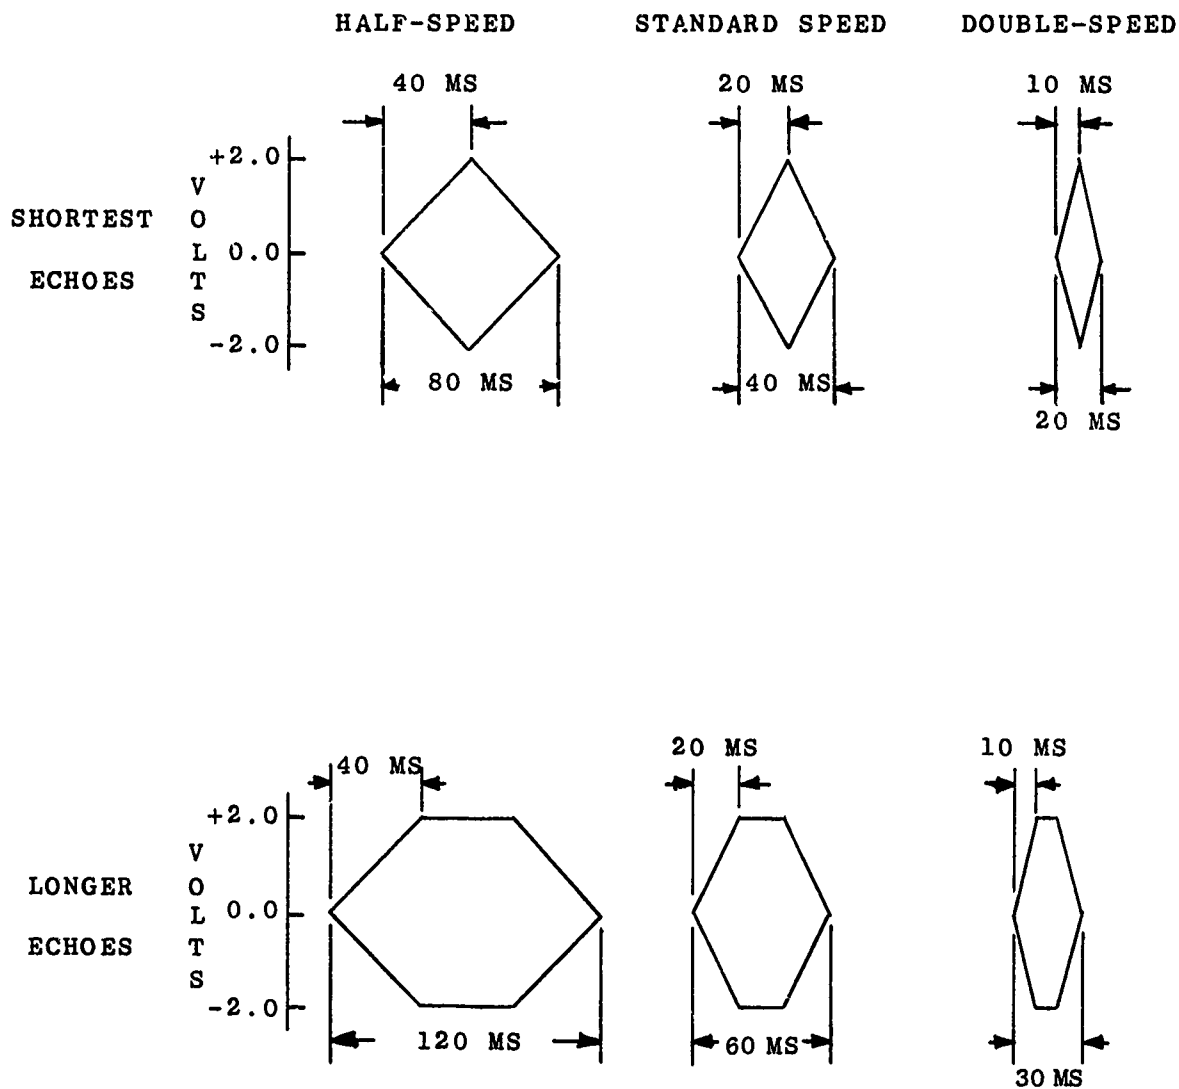 HALF-SPEED STANDARD SPEED DOUBLE-SPEED
40 MS 20 MS 10 MS
+2.0
SHORTEST
ECHOES
VOLTS
0.0
-2.0
80 MS 40 MS 20 MS
40 MS 20 MS 10 MS
+2.0
LONGER
ECHOES
VOLTS
0.0
-2.0
120 MS 60 MS 30 MS